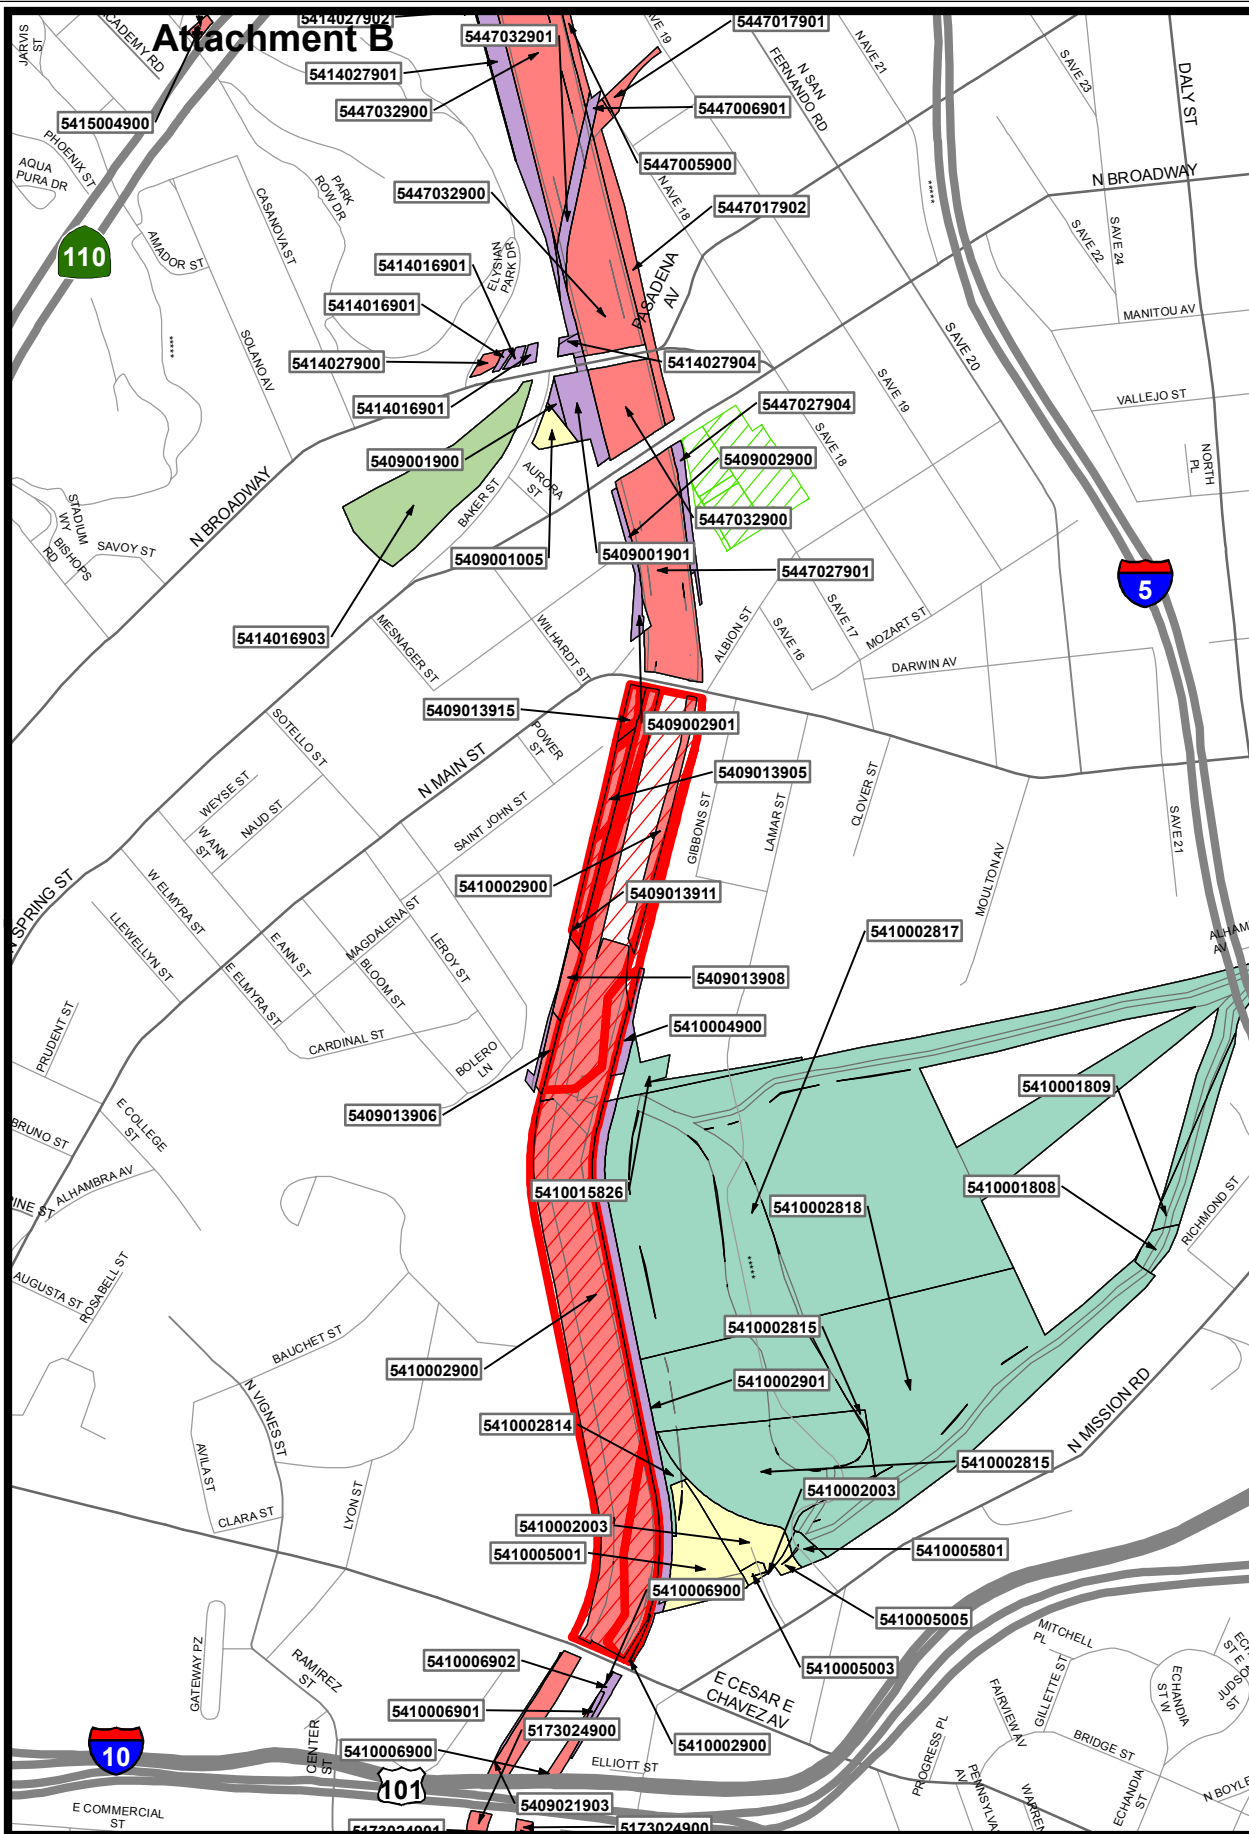 Attachment B
5414027902
5447032901
5447017901
5414027901
5447032900
5415004900
5447006901
5447005900
5447032900
5447017902
5414016901
5414016901
5414027900
5414027904
5414016901
5447027904
5409001900
5409002900
5447032900
5409001005
5409001901
5447027901
5414016903
5409013915
5409002901
5409013905
5410002900
5409013911
5410002817
5409013908
5410004900
5410001809
5409013906
5410015826
5410002818
5410001808
5410002815
5410002900
5410002901
5410002814
5410002815
5410002003
5410002003
5410005001
5410005801
5410006900
5410005005
5410006902
5410005003
5410006901
5173024900
5410006900
5410002900
5409021903
5173024901
5173024900
JARVIS ST
ACADEMY RD
PHOENIX ST
AQUA PURA DR
PARK ROW DR
CASANOVA ST
AMADOR ST
SOLANO AV
ELYSIAN PARK DR
110
N AVE 18
N SAN FERNANDO RD
N AVE 21
S AVE 23
DALY ST
N BROADWAY
S AVE 22
S AVE 24
MANITOU AV
S AVE 20
S AVE 19
VALLEJO ST
NORTH PL
PASADENA AV
S AVE 18
5
STADIUM WY
BISHOPS RD
SAVOY ST
N BROADWAY
BAKER ST
AURORA ST
MESNAGER ST
WILHARDT ST
ALBION ST
S AVE 16
S AVE 17
MOZART ST
DARWIN AV
SOTELLO ST
N MAIN ST
POWER ST
WEYSE ST
W ANN ST
NAUD ST
SAINT JOHN ST
GIBBONS ST
LAMAR ST
CLOVER ST
MOULTON AV
S AVE 21
N SPRING ST
W ELMYRA ST
LLEWELLYN ST
E ELMYRA ST
E ANN ST
MAGDALENA ST
BLOOM ST
LEROY ST
CARDINAL ST
BOLERO LN
PRUDENT ST
E COLLEGE ST
BRUNO ST
ALHAMBRA AV
AUGUSTA ST
ROSABELL ST
BAUCHET ST
N VIGNES ST
AVILA ST
CLARA ST
LYON ST
RICHMOND ST
N MISSION RD
GATEWAY PZ
RAMIREZ ST
CENTER ST
E CESAR E CHAVEZ AV
ELLIOTT ST
10
101
E COMMERCIAL ST
MITCHELL PL
GILLETTE ST
FAIRVIEW AV
ECHANDIA ST W
BRIDGE ST
PROGRESS PL
ECHANDIA ST